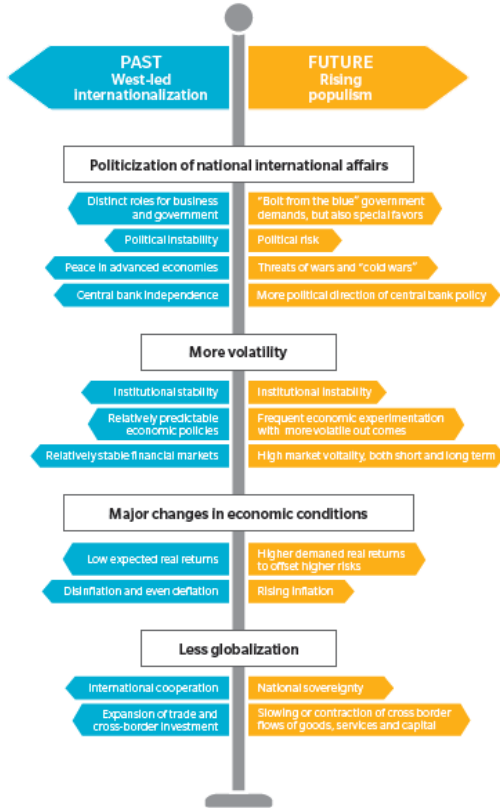 PAST
West-led
internationalization
FUTURE
Rising
populism
Politicization of national international affairs
Distinct roles for business
and government
"Bolt from the blue" government
demands, but also special favors
Political instability
Political risk
Peace in advanced economies
Threats of wars and "cold wars"
Central bank independence
More political direction of central bank policy
More volatility
Institutional stability
Institutional instability
Relatively predictable
economic policies
Frequent economic experimentation
with more volatile out comes
Relatively stable financial markets
High market voltality, both short and long term
Major changes in economic conditions
Low expected real returns
Higher demaned real returns
to offset higher risks
Disinflation and even deflation
Rising inflation
Less globalization
International cooperation
National sovereignty
Expansion of trade and
cross-border investment
Slowing or contraction of cross border
flows of goods, services and capital